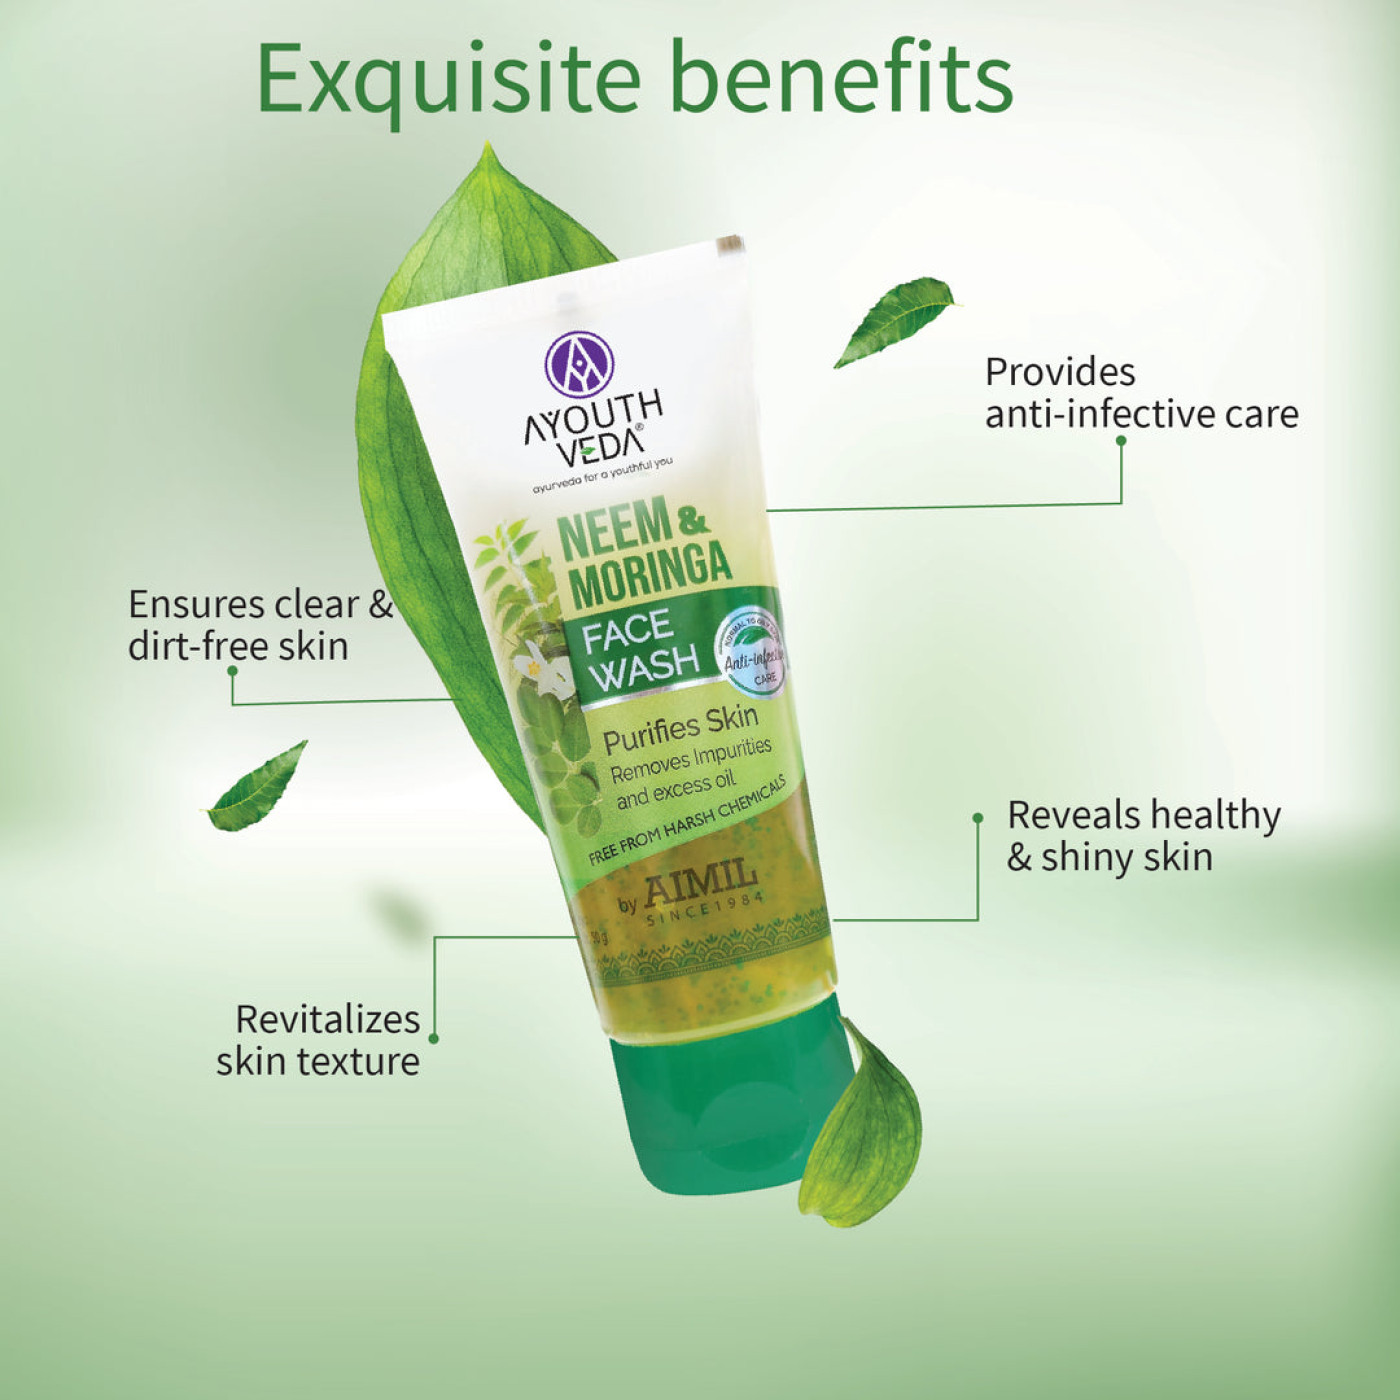 Exquisite benefits
Provides
anti-infective care
Ensures clear &
dirt-free skin
Reveals healthy
& shiny skin
Revitalizes
skin texture
AYOUTH
VEDA®
ayurveda for a youthful you
NEEM &
MORINGA
FACE
WASH
NORMAL TO
CARE
Purifies Skin
Removes Impurities
and excess oil
FREE FROM HARSH CHEMICALS
by AIMIL
SINCE 1984